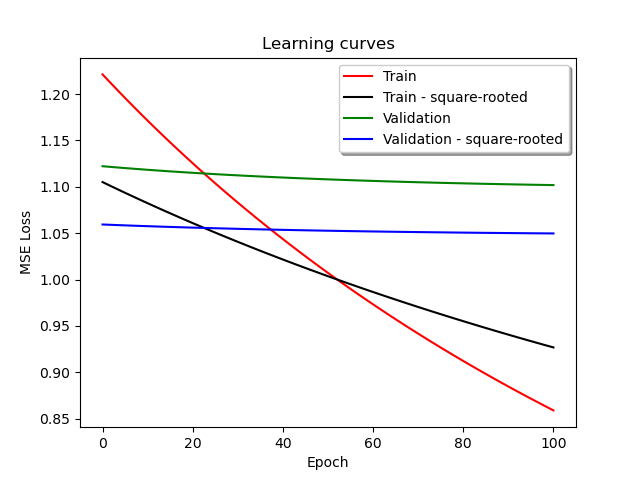 Learning curves
Train
Train - square-rooted
Validation
Validation - square-rooted
MSE Loss
1.20
1.15
1.10
1.05
1.00
0.95
0.90
0.85
0 20 40 60 80 100
Epoch